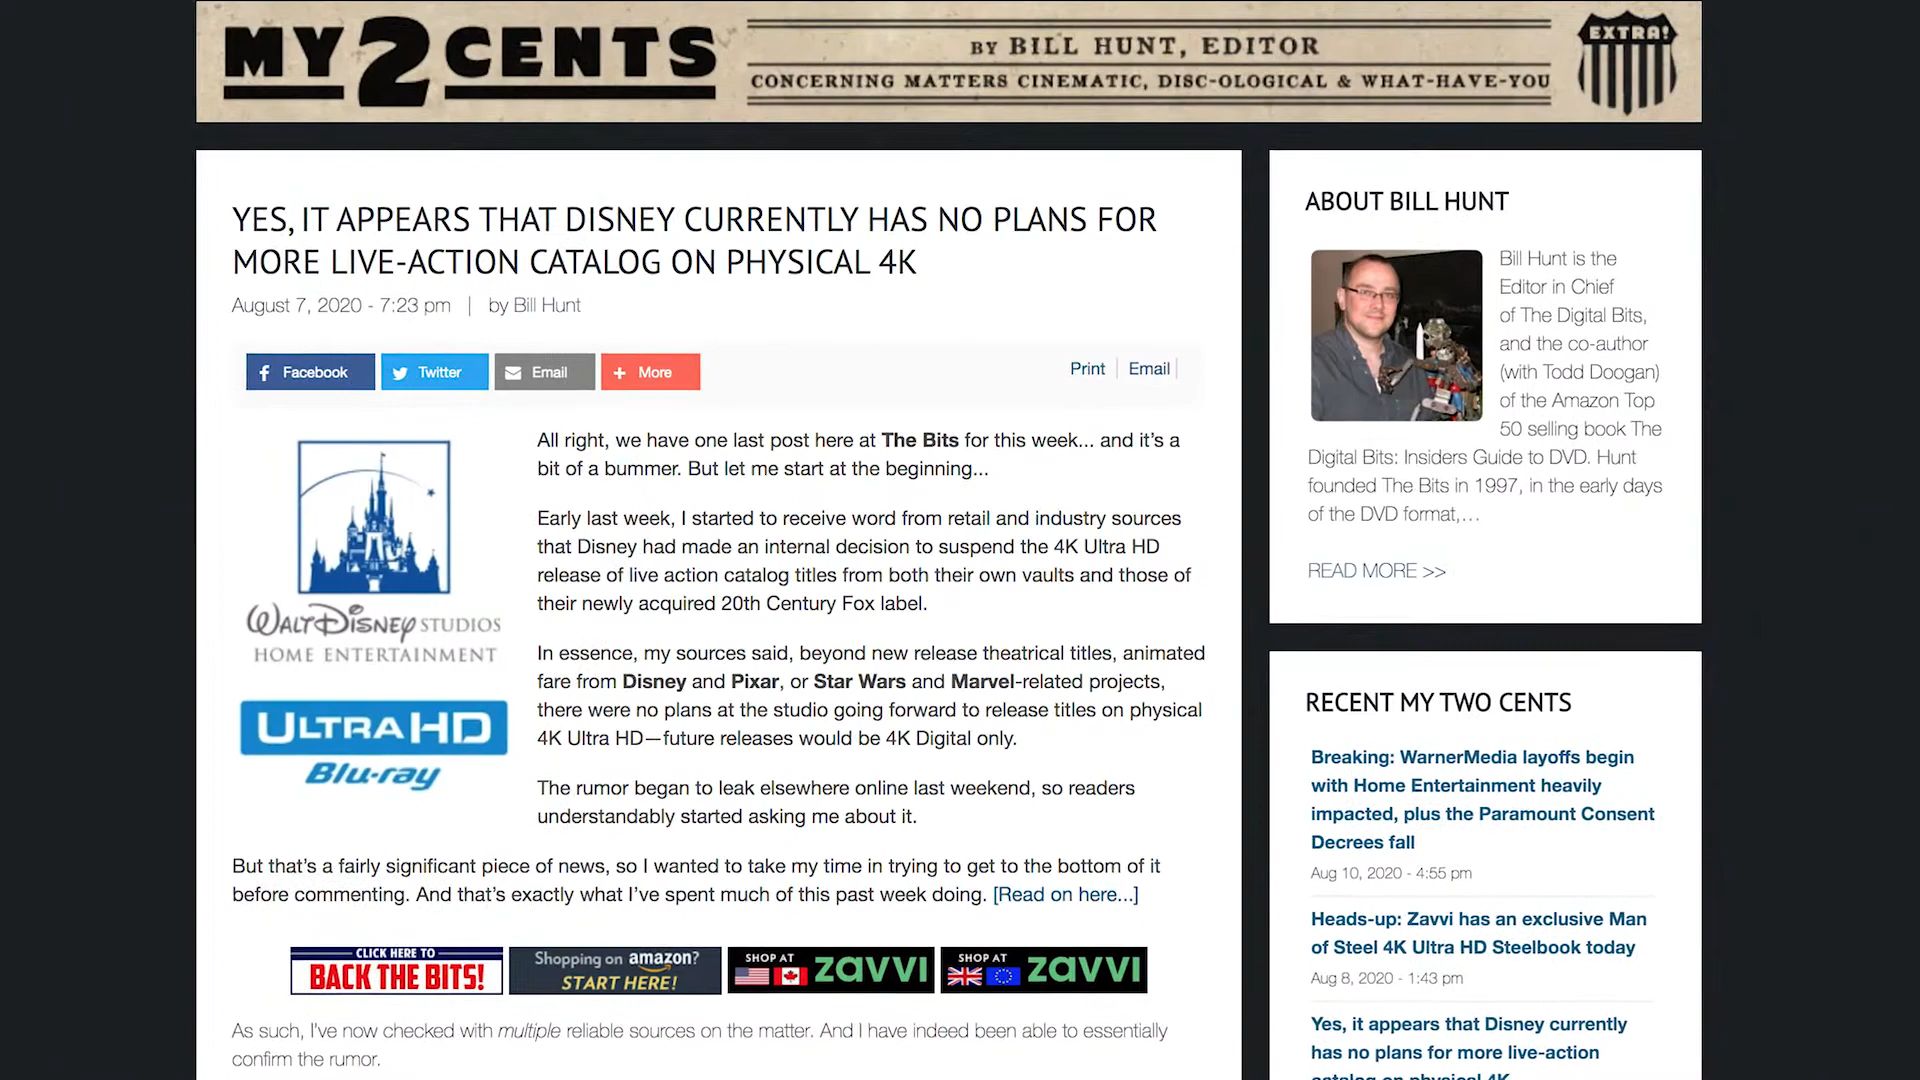 MY 2 CENTS
BY BILL HUNT, EDITOR
CONCERNING MATTERS CINEMATIC, DISC-OLOGICAL & WHAT-HAVE-YOU
EXTRA!
YES, IT APPEARS THAT DISNEY CURRENTLY HAS NO PLANS FOR
MORE LIVE-ACTION CATALOG ON PHYSICAL 4K
August 7, 2020 - 7:23 pm | by Bill Hunt
Facebook Twitter Email + More
Print | Email |
WALT DISNEY STUDIOS
HOME ENTERTAINMENT
ULTRA HD
Blu-ray
All right, we have one last post here at The Bits for this week... and it's a
bit of a bummer. But let me start at the beginning...
Early last week, I started to receive word from retail and industry sources
that Disney had made an internal decision to suspend the 4K Ultra HD
release of live action catalog titles from both their own vaults and those of
their newly acquired 20th Century Fox label.
In essence, my sources said, beyond new release theatrical titles, animated
fare from Disney and Pixar, or Star Wars and Marvel-related projects,
there were no plans at the studio going forward to release titles on physical
4K Ultra HD—future releases would be 4K Digital only.
The rumor began to leak elsewhere online last weekend, so readers
understandably started asking me about it.
But that's a fairly significant piece of news, so I wanted to take my time in trying to get to the bottom of it
before commenting. And that's exactly what I've spent much of this past week doing. [Read on here...]
CLICK HERE TO
BACK THE BITS!
Shopping on amazon?
START HERE!
SHOP AT
ZAVVI
SHOP AT
ZAVVI
As such, I've now checked with multiple reliable sources on the matter. And I have indeed been able to essentially
confirm the rumor.
ABOUT BILL HUNT
Bill Hunt is the
Editor in Chief
of The Digital Bits,
and the co-author
(with Todd Doogan)
of the Amazon Top
50 selling book The
Digital Bits: Insiders Guide to DVD. Hunt
founded The Bits in 1997, in the early days
of the DVD format,...
READ MORE >>
RECENT MY TWO CENTS
Breaking: WarnerMedia layoffs begin
with Home Entertainment heavily
impacted, plus the Paramount Consent
Decrees fall
Aug 10, 2020 - 4:55 pm
Heads-up: Zavvi has an exclusive Man
of Steel 4K Ultra HD Steelbook today
Aug 8, 2020 - 1:43 pm
Yes, it appears that Disney currently
has no plans for more live-action
catalog on physical 4K